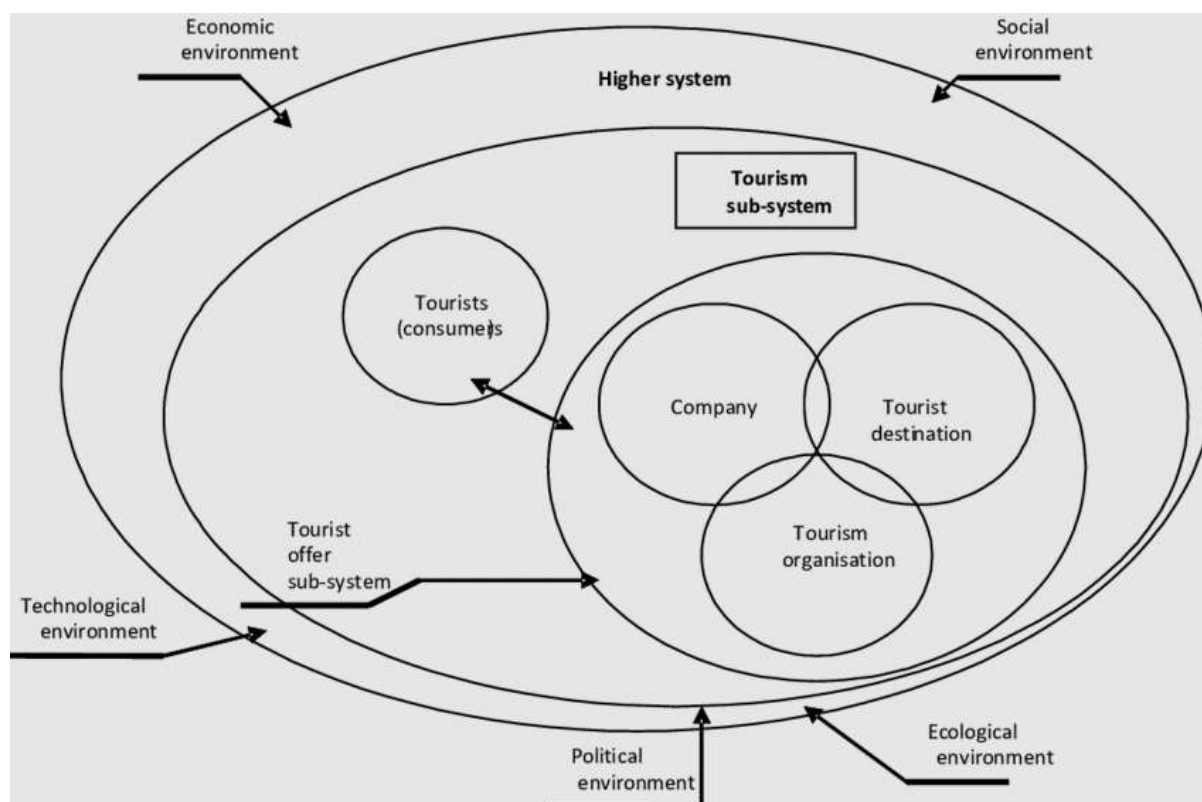 Economic
environment
Social
environment
Higher system
Tourism
sub-system
Tourists
(consumers
Company
Tourist
destination
Tourism
organisation
Tourist
offer
sub-system
Technological
environment
Political
environment
Ecological
environment